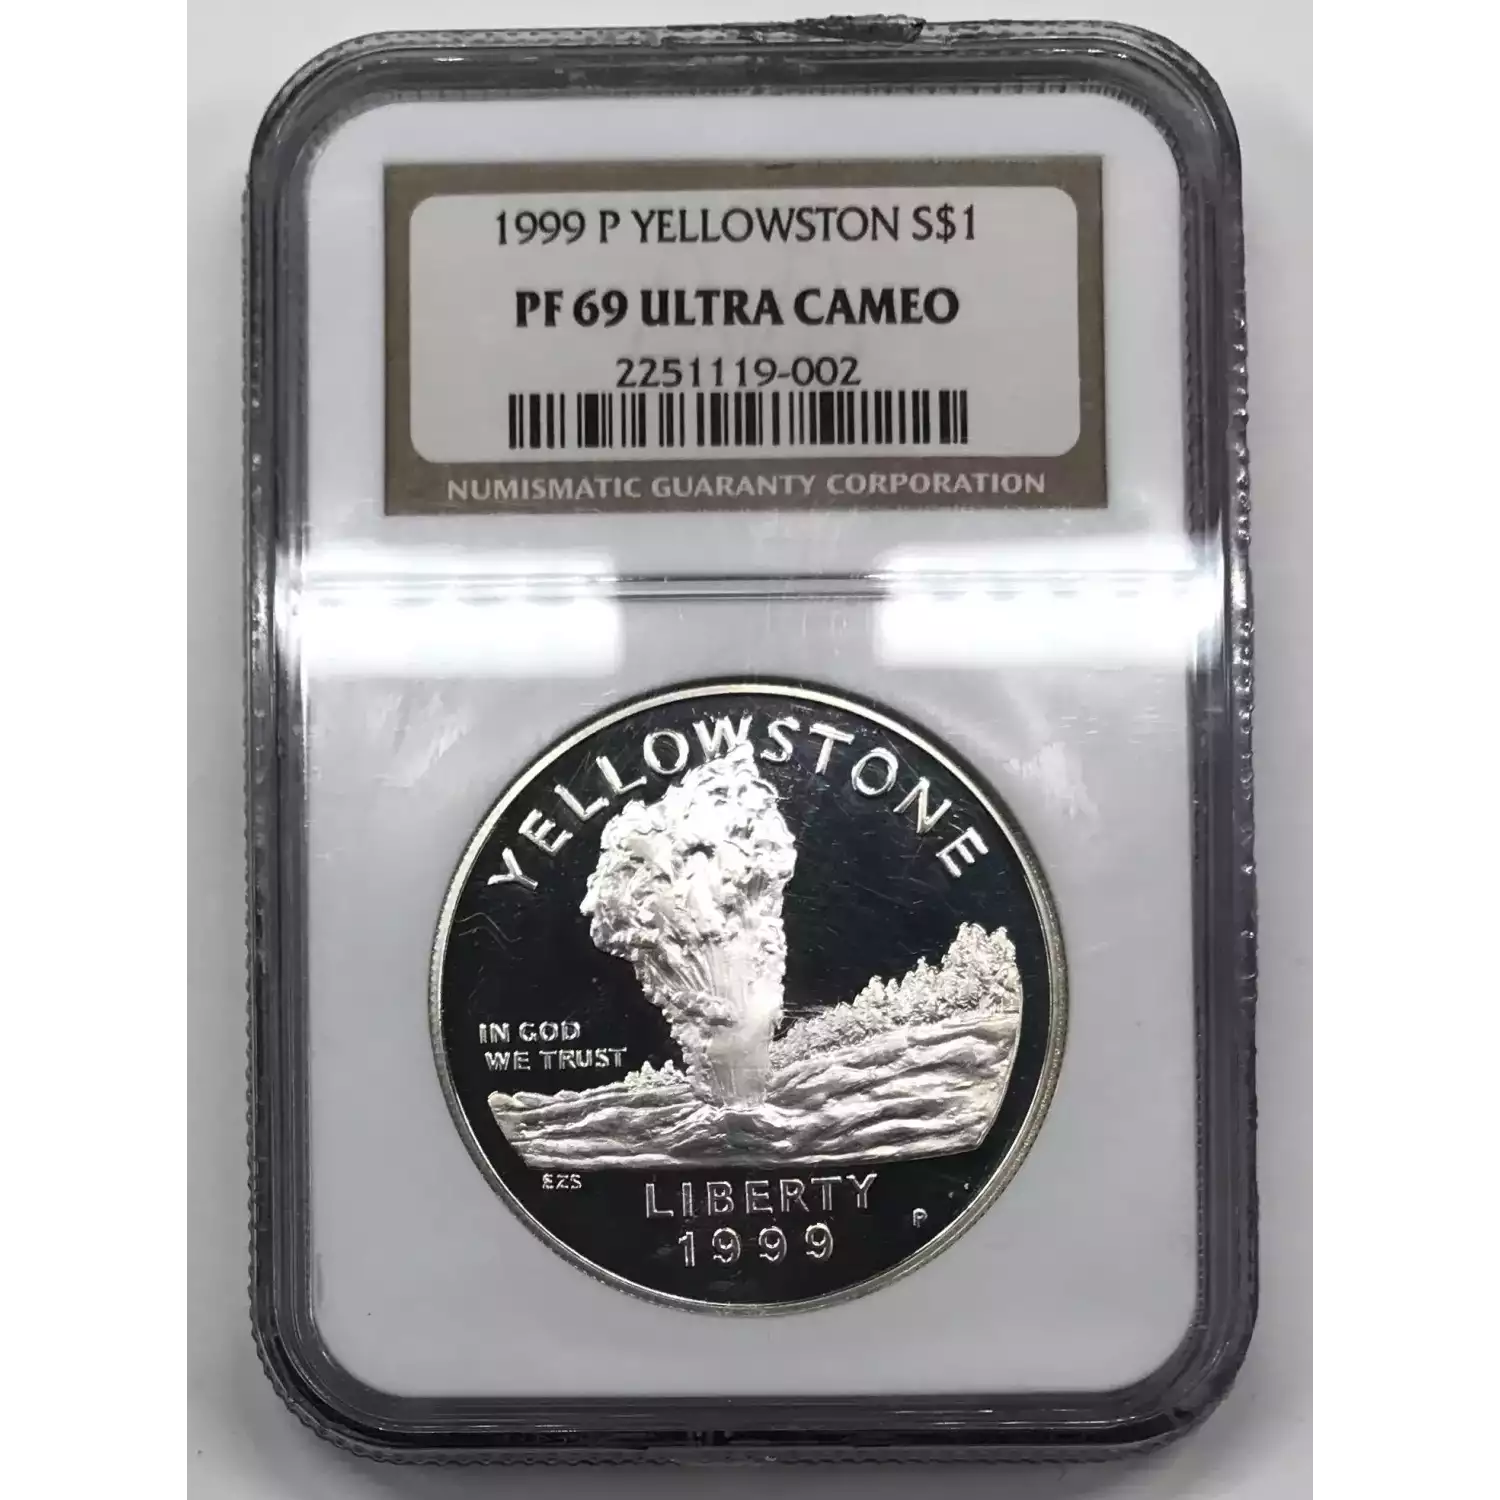 1999 P YELLOWSTON S$1
PF 69 ULTRA CAMEO
2251119-002
NUMISMATIC GUARANTY CORPORATION
YELLOWSTONE
IN GOD
WE TRUST
EZS
LIBERTY
P
1999